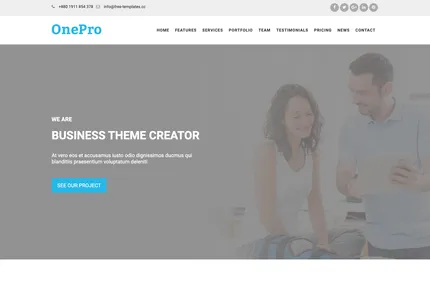 +880 1911 854 378 info@free-templates.cc
OnePro
HOME FEATURES SERVICES PORTFOLIO TEAM TESTIMONIALS PRICING NEWS CONTACT
WE ARE
BUSINESS THEME CREATOR
At vero eos et accusamus iusto odio dignissimos ducimus qui
blanditiis praesentium voluptatum deleniti
SEE OUR PROJECT